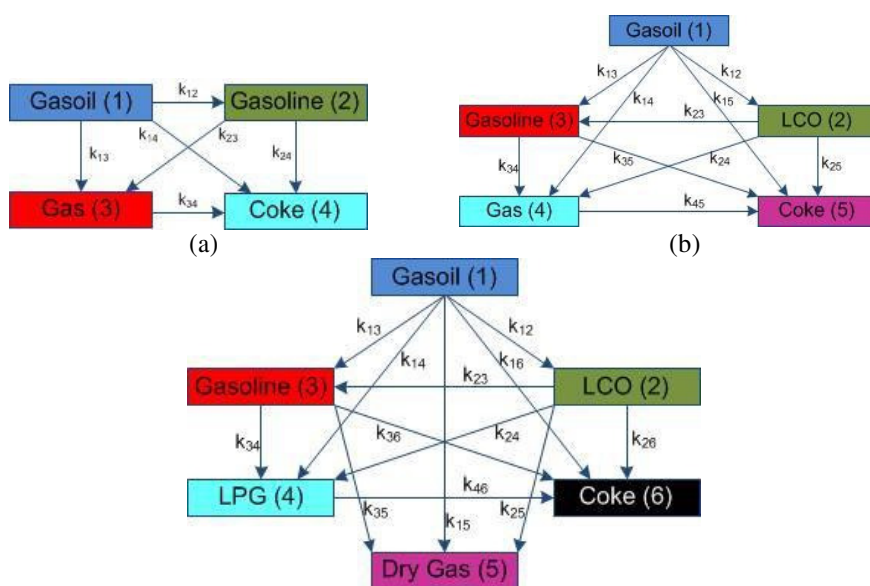 Gasoil (1)
k12
Gasoline (2)
k13
k14
k23
k24
Gas (3)
k34
Coke (4)
(a)
Gasoil (1)
k13
k12
k14
k15
Gasoline (3)
k23
LCO (2)
k34
k35
k24
k25
Gas (4)
k45
Coke (5)
(b)
Gasoil (1)
k13
k12
k14
k16
Gasoline (3)
k23
LCO (2)
k34
k36
k24
k26
LPG (4)
k46
Coke (6)
k35
k15
k25
Dry Gas (5)